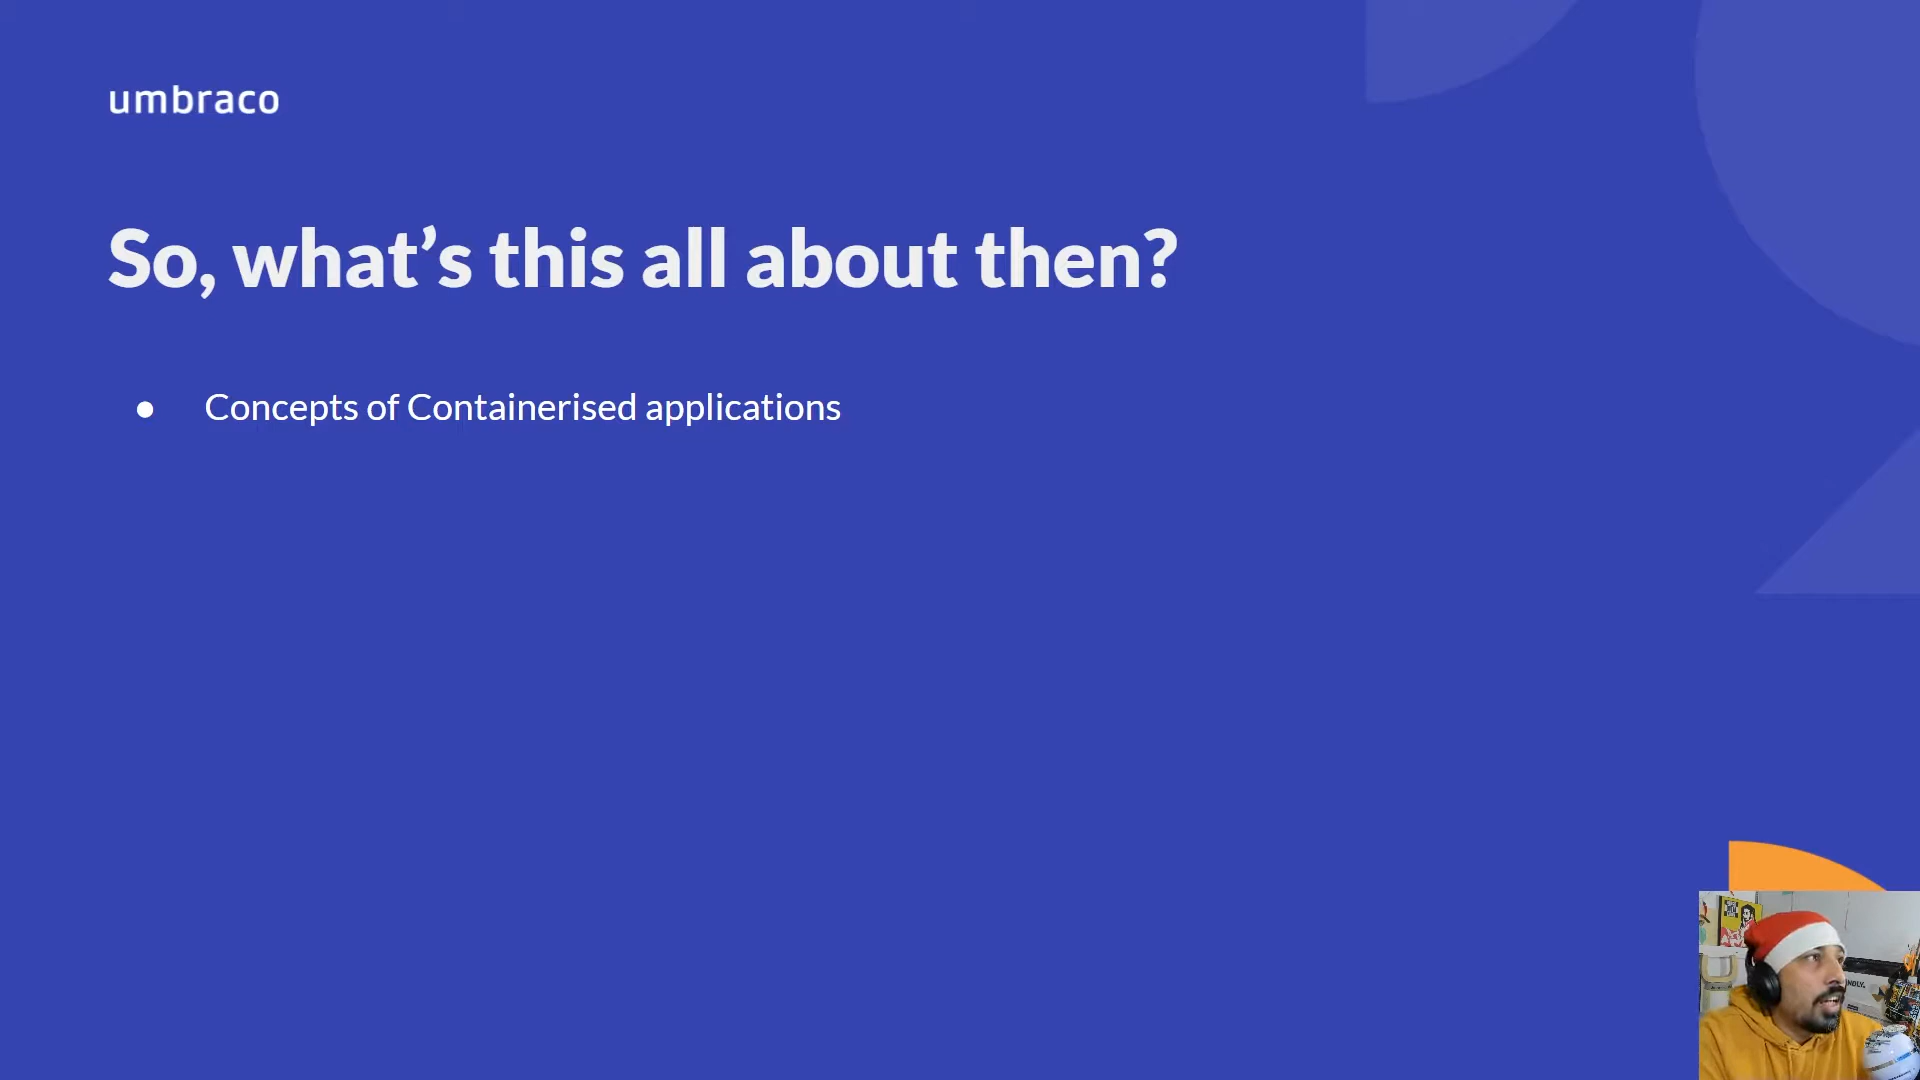 umbraco
So, what’s this all about then?
● Concepts of Containerised applications